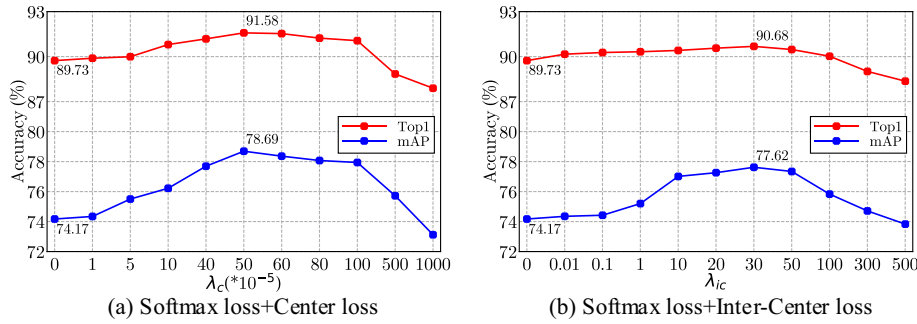 93
90
87
80
78
76
74
72
Accuracy (%)
Accuracy (%)
91.58
89.73
78.69
74.17
Top1
mAP
0 1 5 10 40 50 60 80 100 500 1000
λc(*10⁻⁵)
(a) Softmax loss+Center loss
93
90
87
80
78
76
74
72
Accuracy (%)
Accuracy (%)
90.68
89.73
77.62
74.17
Top1
mAP
0 0.01 0.1 1 10 20 30 50 100 300 500
λic
(b) Softmax loss+Inter-Center loss